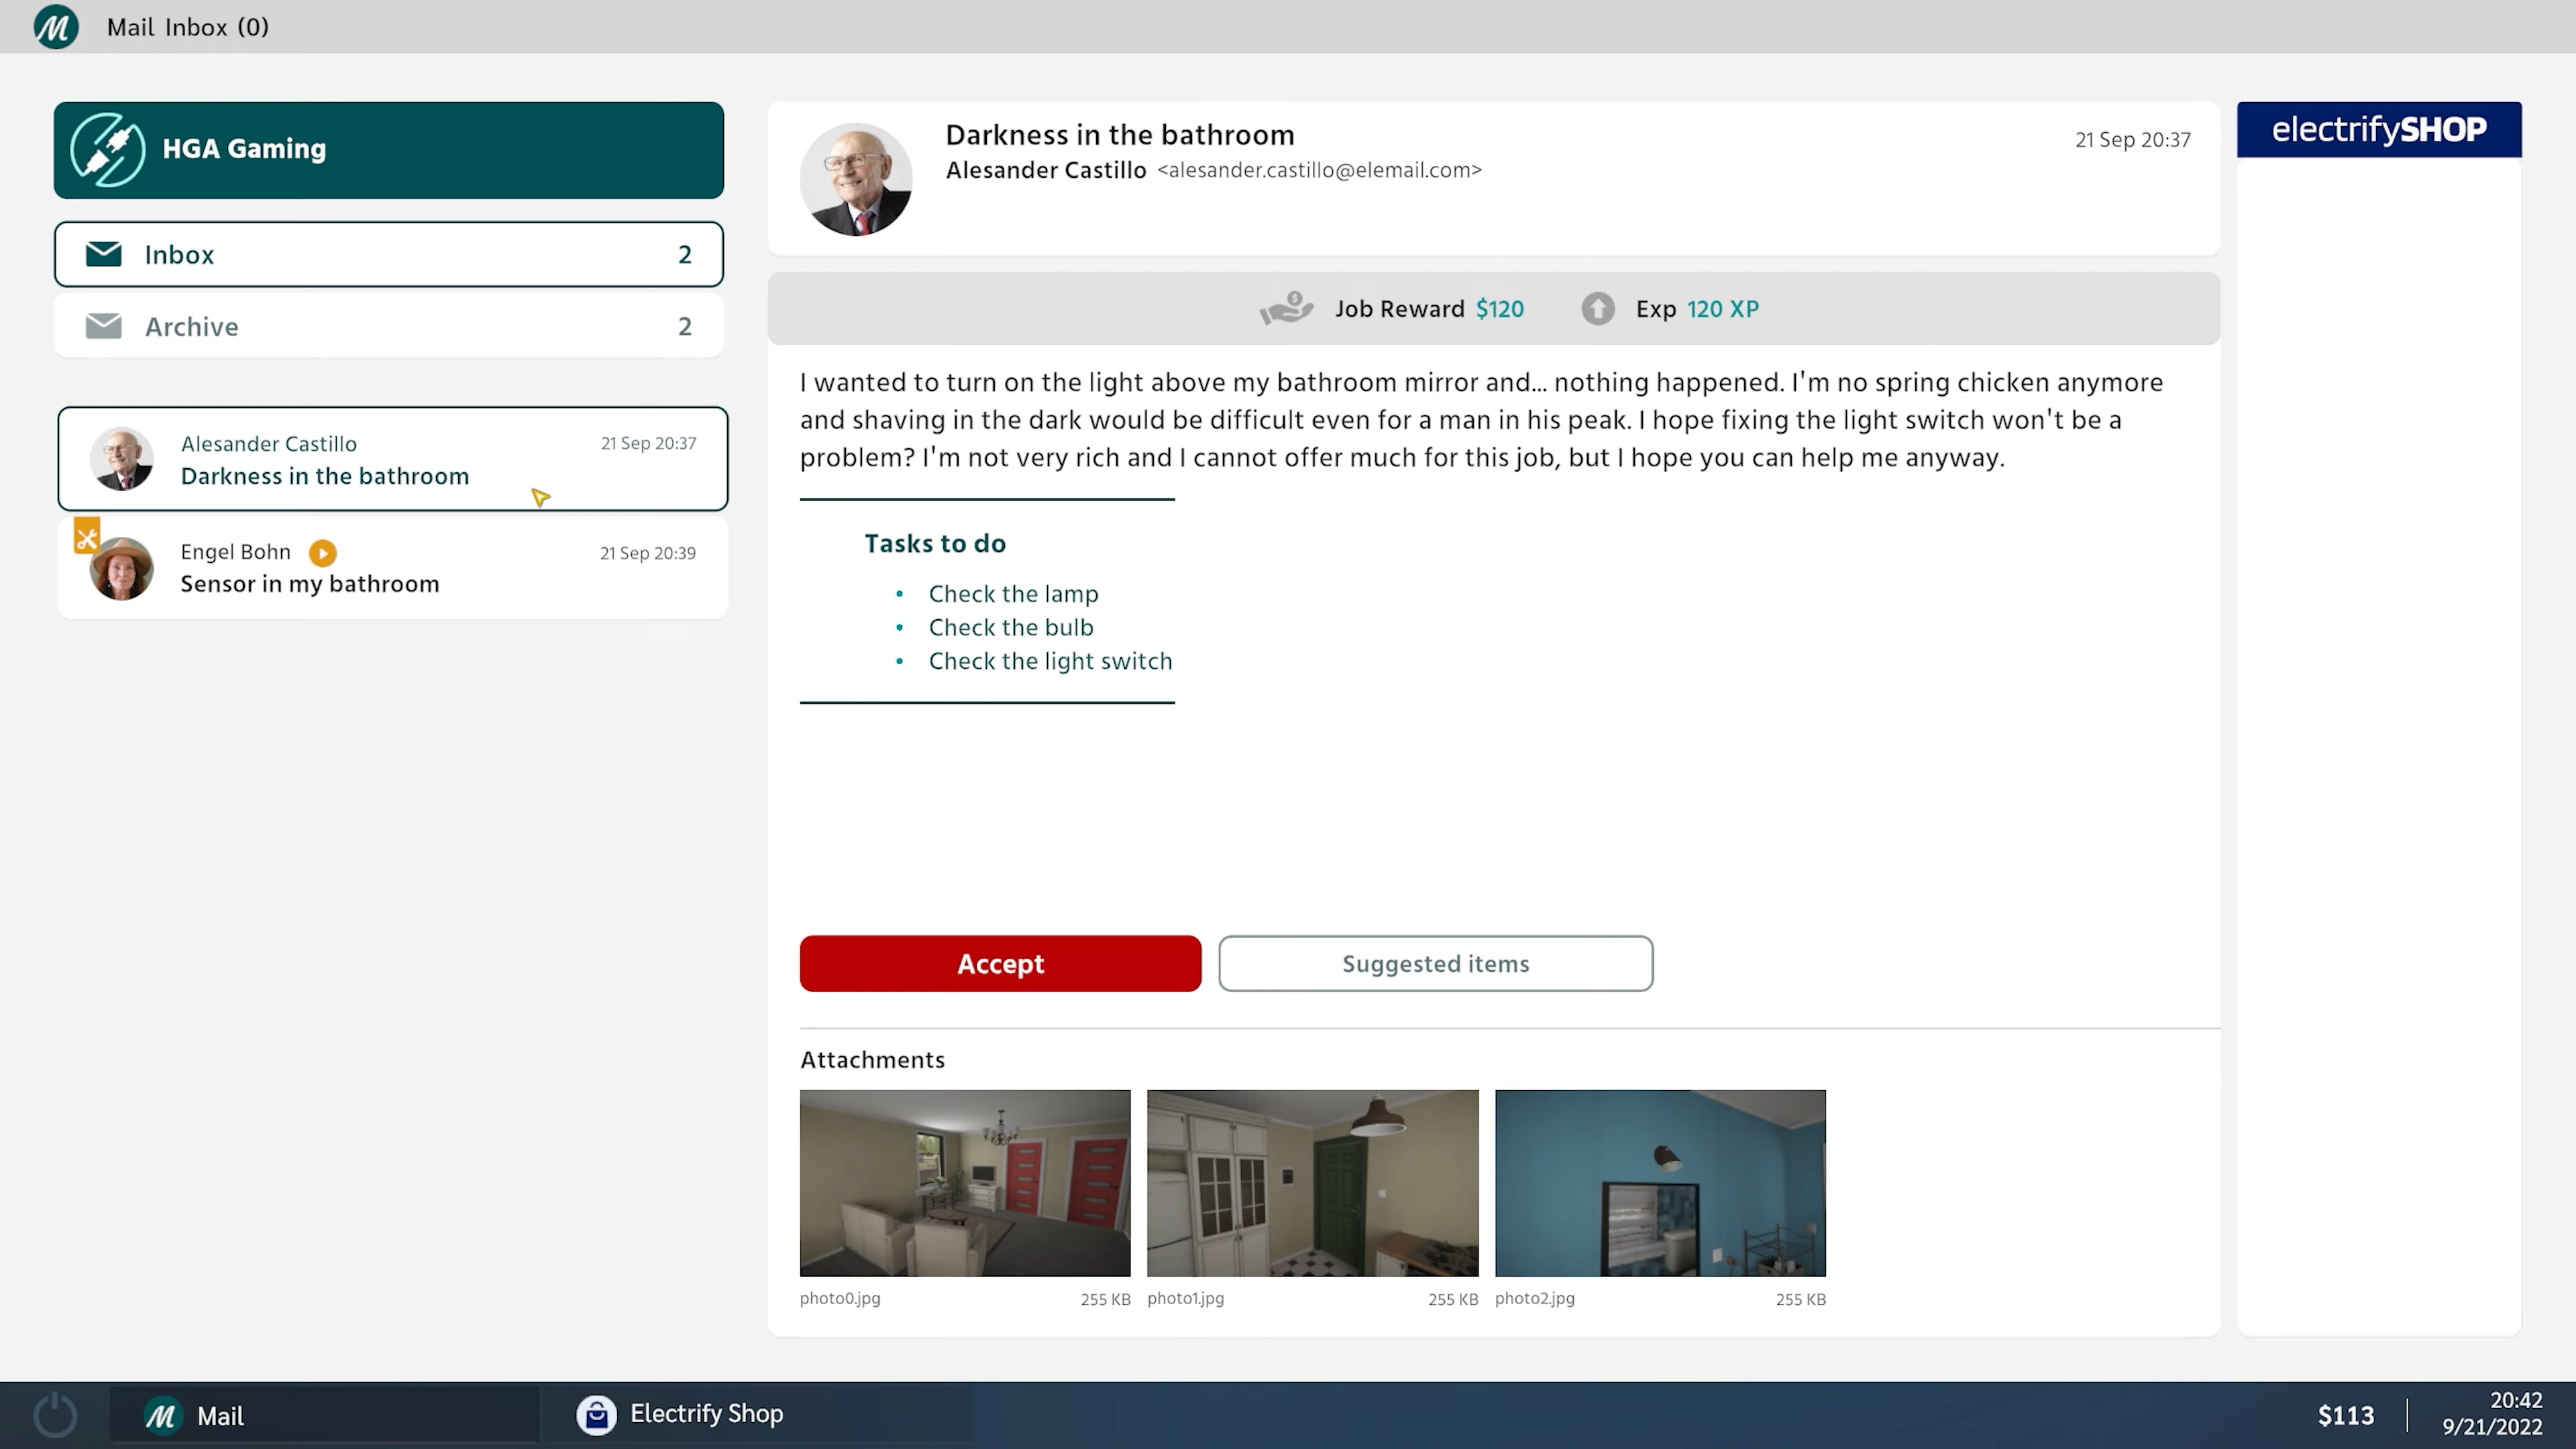 Mail Inbox (0)
HGA Gaming
Inbox 2
Archive 2
Alesander Castillo 21 Sep 20:37
Darkness in the bathroom
Engel Bohn 21 Sep 20:39
Sensor in my bathroom
Darkness in the bathroom 21 Sep 20:37
Alesander Castillo <alesander.castillo@elemail.com>
Job Reward $120 Exp 120 XP
I wanted to turn on the light above my bathroom mirror and... nothing happened. I'm no spring chicken anymore
and shaving in the dark would be difficult even for a man in his peak. I hope fixing the light switch won't be a
problem? I'm not very rich and I cannot offer much for this job, but I hope you can help me anyway.
Tasks to do
• Check the lamp
• Check the bulb
• Check the light switch
Accept Suggested items
Attachments
photo0.jpg 255 KB photo1.jpg 255 KB photo2.jpg 255 KB
electrifySHOP
Mail Electrify Shop $113 20:42
9/21/2022